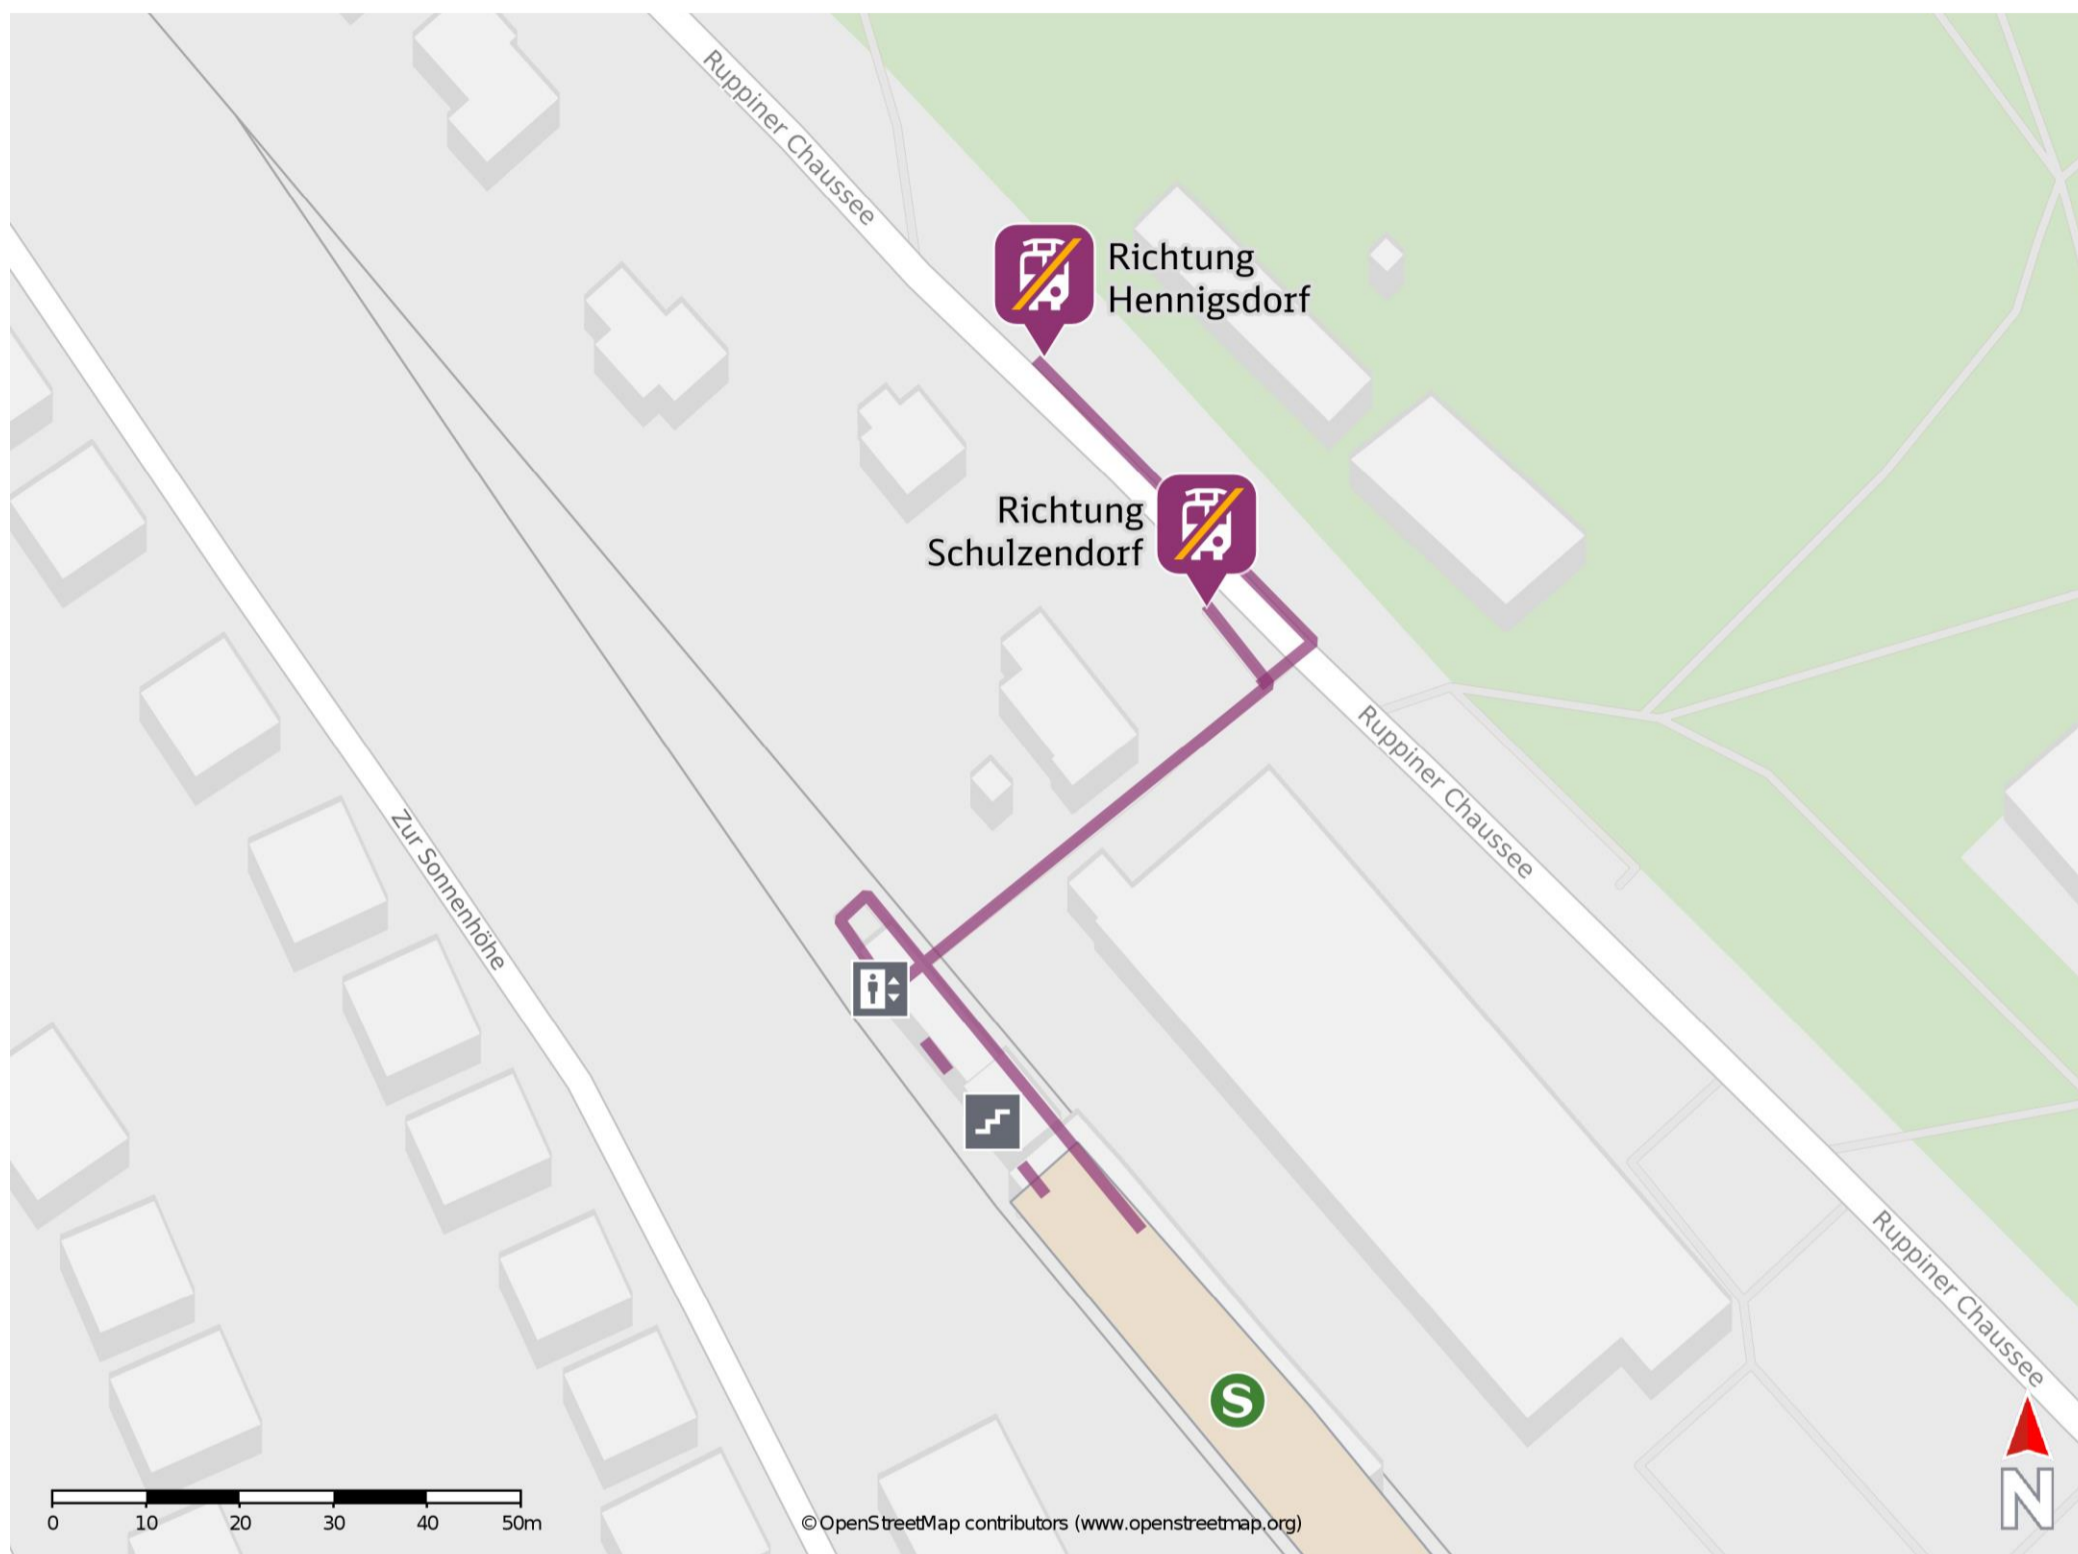 Ruppiner Chaussee
Richtung
Hennigsdorf
Richtung
Schulzendorf
Ruppiner Chaussee
Zur Sonnenhöhe
Ruppiner Chaussee
S
0 10 20 30 40 50m
©OpenStreetMap contributors (www.openstreetmap.org)
N